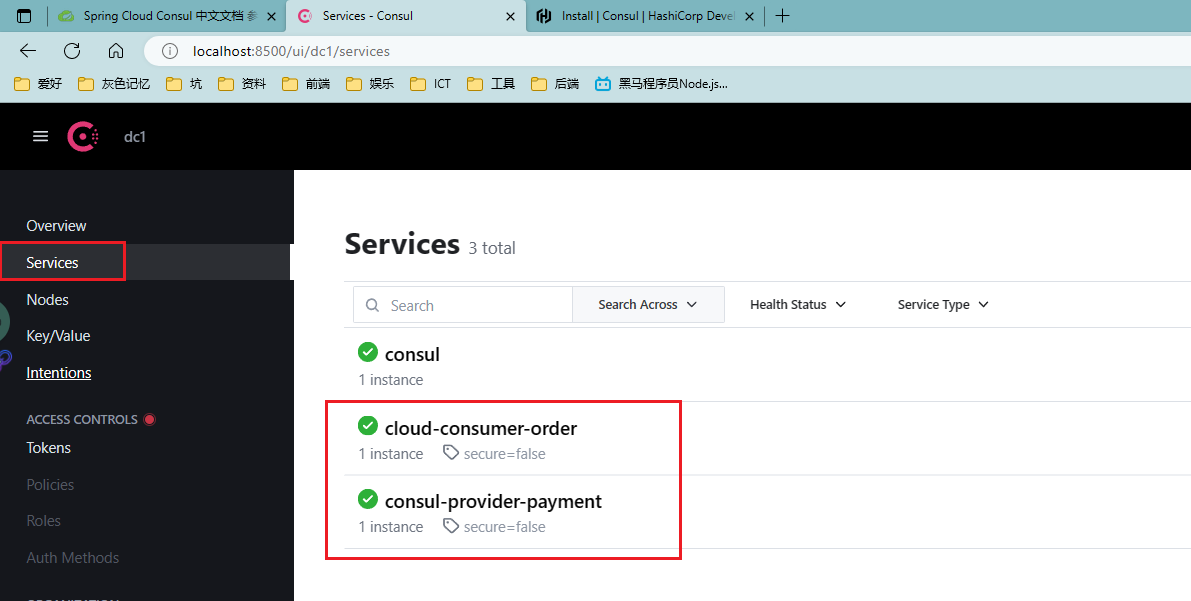 Spring Cloud Consul 中文文档 参
Services - Consul
Install | Consul | HashiCorp Devel
localhost:8500/ui/dc1/services
爱好
灰色记忆
坑
资料
前端
娱乐
ICT
工具
后端
黑马程序员Node.js...
dc1
Overview
Services
Nodes
Key/Value
Intentions
ACCESS CONTROLS
Tokens
Policies
Roles
Auth Methods
Services 3 total
Search
Search Across
Health Status
Service Type
consul
1 instance
cloud-consumer-order
1 instance secure=false
consul-provider-payment
1 instance secure=false